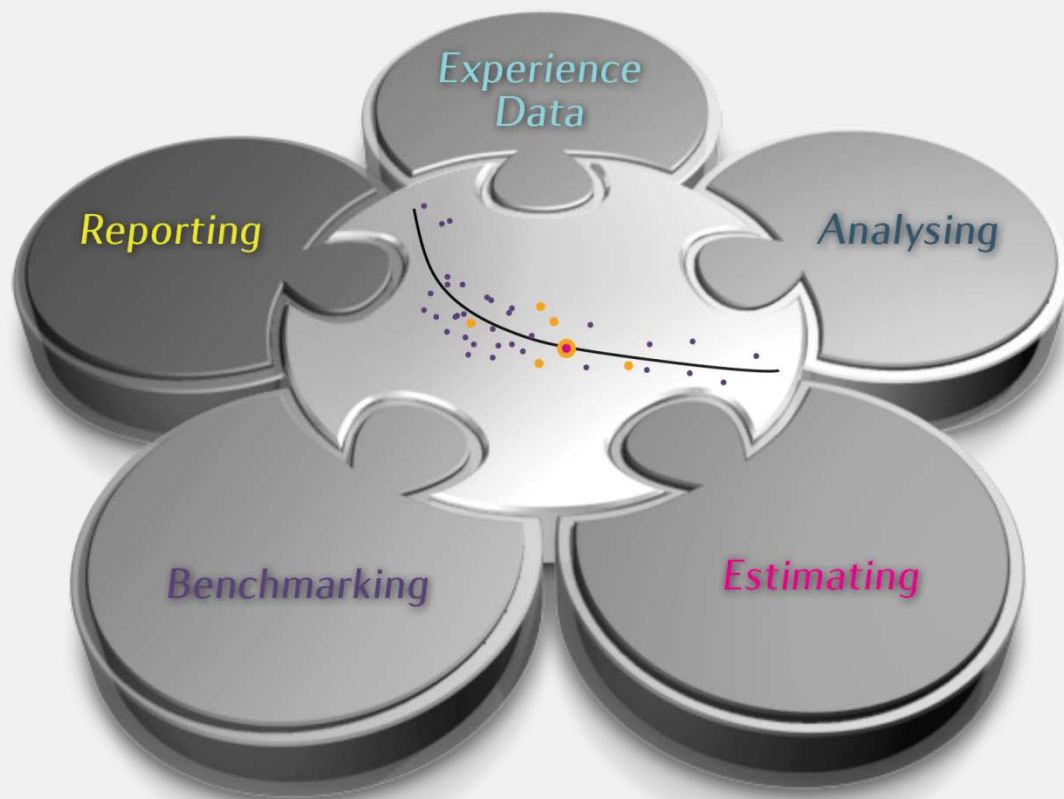 Experience
Data
Reporting
Analysing
Benchmarking
Estimating